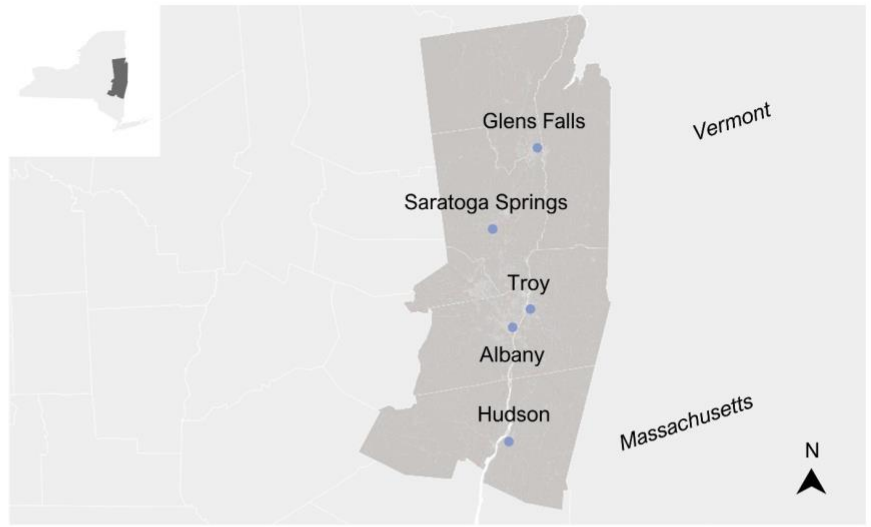 Vermont
Glens Falls
Saratoga Springs
Troy
Albany
Hudson
Massachusetts
N